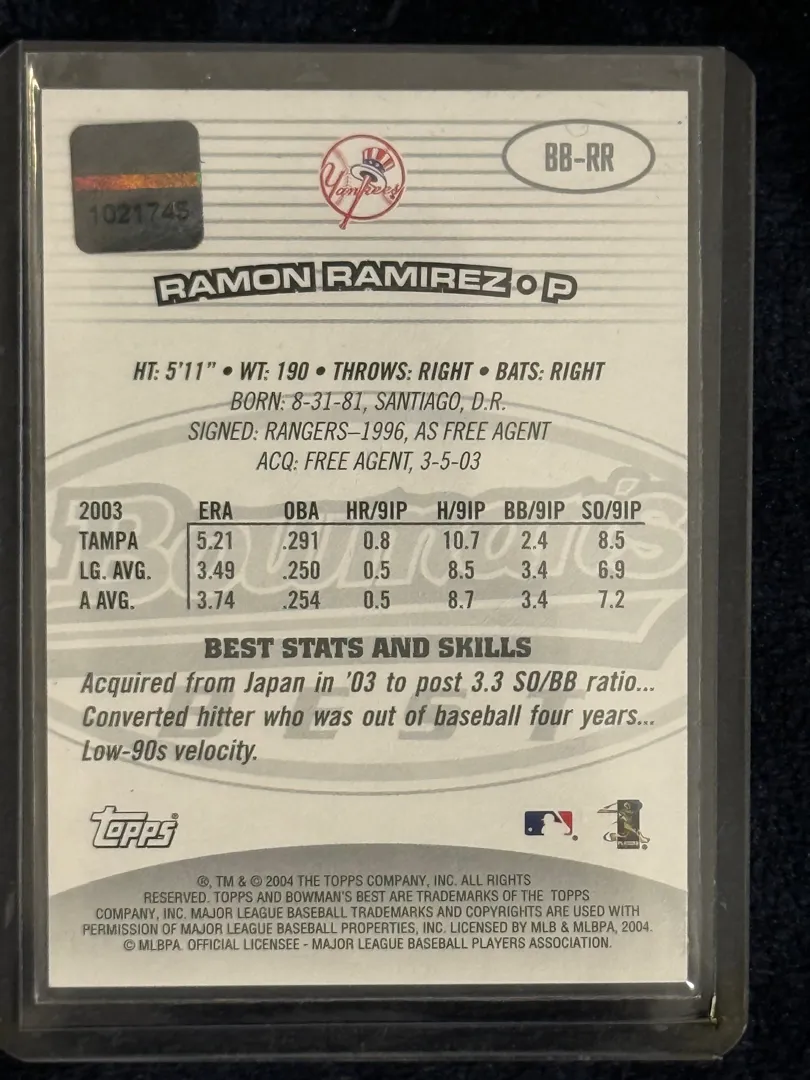 1021745
Yankees
BB-RR
RAMON RAMIREZ • P
HT: 5'11" • WT: 190 • THROWS: RIGHT • BATS: RIGHT
BORN: 8-31-81, SANTIAGO, D.R.
SIGNED: RANGERS–1996, AS FREE AGENT
ACQ: FREE AGENT, 3-5-03
Bowman's
BEST
2003 ERA OBA HR/9IP H/9IP BB/9IP SO/9IP
TAMPA 5.21 .291 0.8 10.7 2.4 8.5
LG. AVG. 3.49 .250 0.5 8.5 3.4 6.9
A AVG. 3.74 .254 0.5 8.7 3.4 7.2
BEST STATS AND SKILLS
Acquired from Japan in '03 to post 3.3 SO/BB ratio...
Converted hitter who was out of baseball four years...
Low-90s velocity.
Topps®
®, TM & © 2004 THE TOPPS COMPANY, INC. ALL RIGHTS
RESERVED. TOPPS AND BOWMAN'S BEST ARE TRADEMARKS OF THE TOPPS
COMPANY, INC. MAJOR LEAGUE BASEBALL TRADEMARKS AND COPYRIGHTS ARE USED WITH
PERMISSION OF MAJOR LEAGUE BASEBALL PROPERTIES, INC. LICENSED BY MLB & MLBPA, 2004.
© MLBPA. OFFICIAL LICENSEE - MAJOR LEAGUE BASEBALL PLAYERS ASSOCIATION.